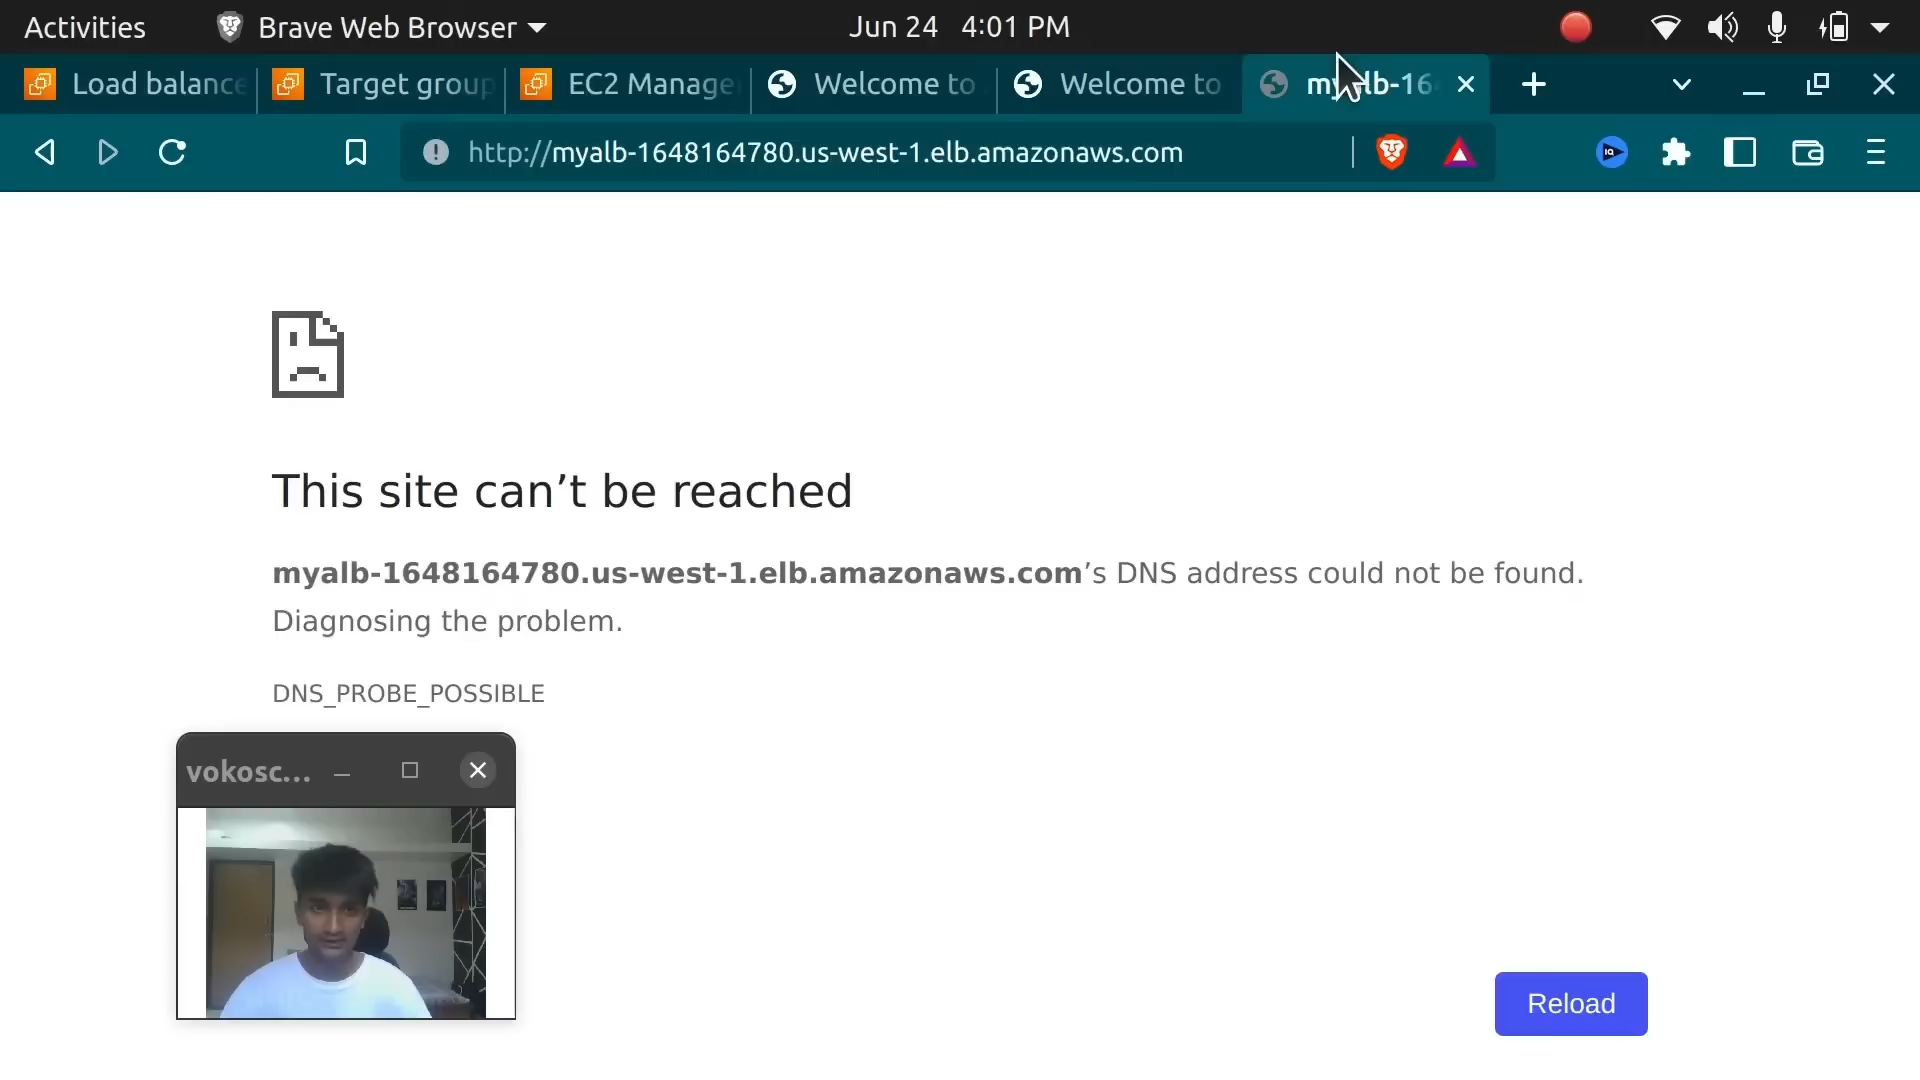 Activities Brave Web Browser Jun 24 4:01 PM
Load balance Target group EC2 Manage Welcome to Welcome to myalb-16
http://myalb-1648164780.us-west-1.elb.amazonaws.com
This site can’t be reached
myalb-1648164780.us-west-1.elb.amazonaws.com’s DNS address could not be found.
Diagnosing the problem.
DNS_PROBE_POSSIBLE
vokosc...
Reload